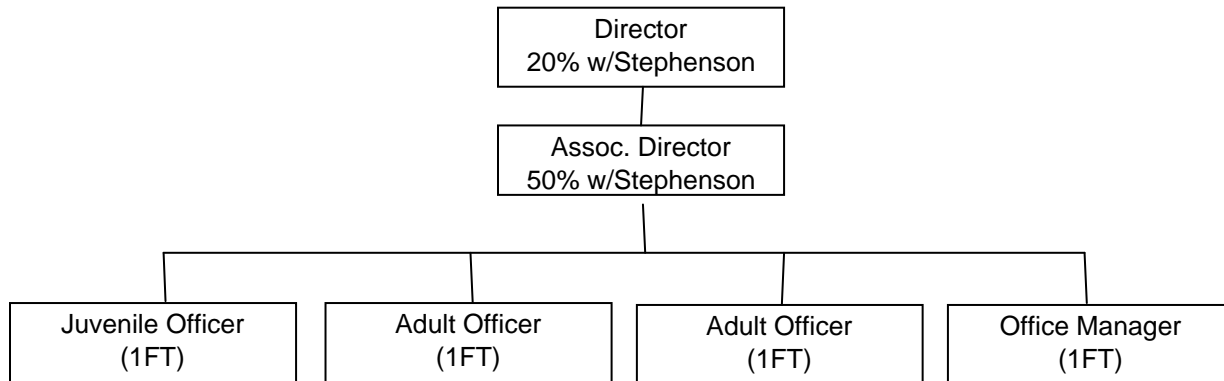 Director
20% w/Stephenson
Assoc. Director
50% w/Stephenson
Juvenile Officer
(1FT)
Adult Officer
(1FT)
Adult Officer
(1FT)
Office Manager
(1FT)